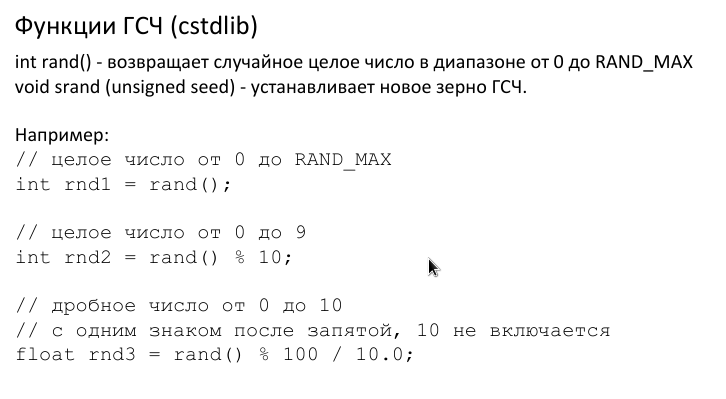 Функции ГСЧ (cstdlib)
int rand() - возвращает случайное целое число в диапазоне от 0 до RAND_MAX
void srand (unsigned seed) - устанавливает новое зерно ГСЧ.
Например:
// целое число от 0 до RAND_MAX
int rnd1 = rand();
// целое число от 0 до 9
int rnd2 = rand() % 10;
// дробное число от 0 до 10
// с одним знаком после запятой, 10 не включается
float rnd3 = rand() % 100 / 10.0;